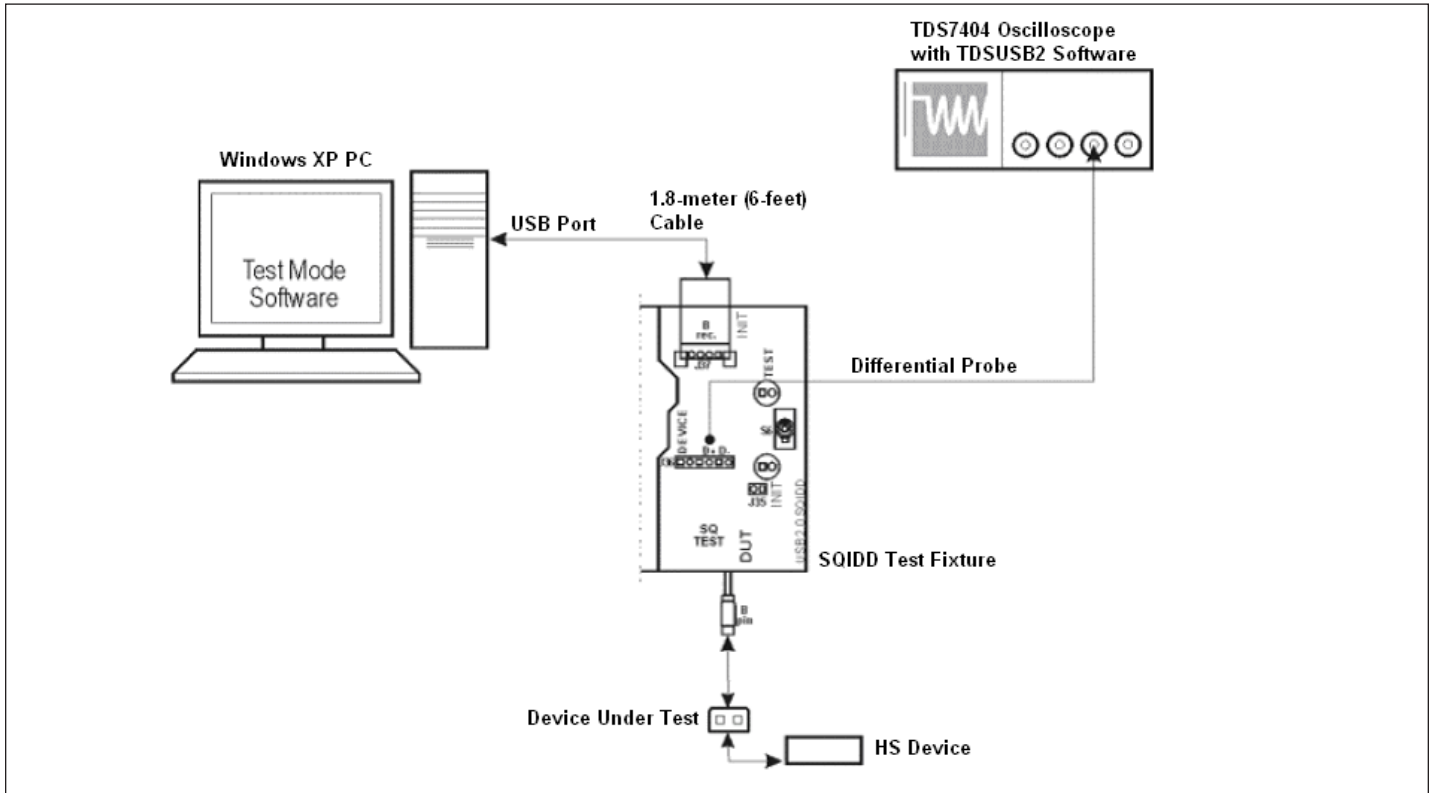 TDS7404 Oscilloscope
with TDSUSB2 Software
Windows XP PC
1.8-meter (6-feet)
Cable
USB Port
Test Mode
Software
B
rec.
INIT
J37
TEST
Differential Probe
DEVICE
D+ D-
S6
J35
INIT
SQ
TEST
DUT
USB2.0 SQIDD
SQIDD Test Fixture
B
pin
Device Under Test
HS Device